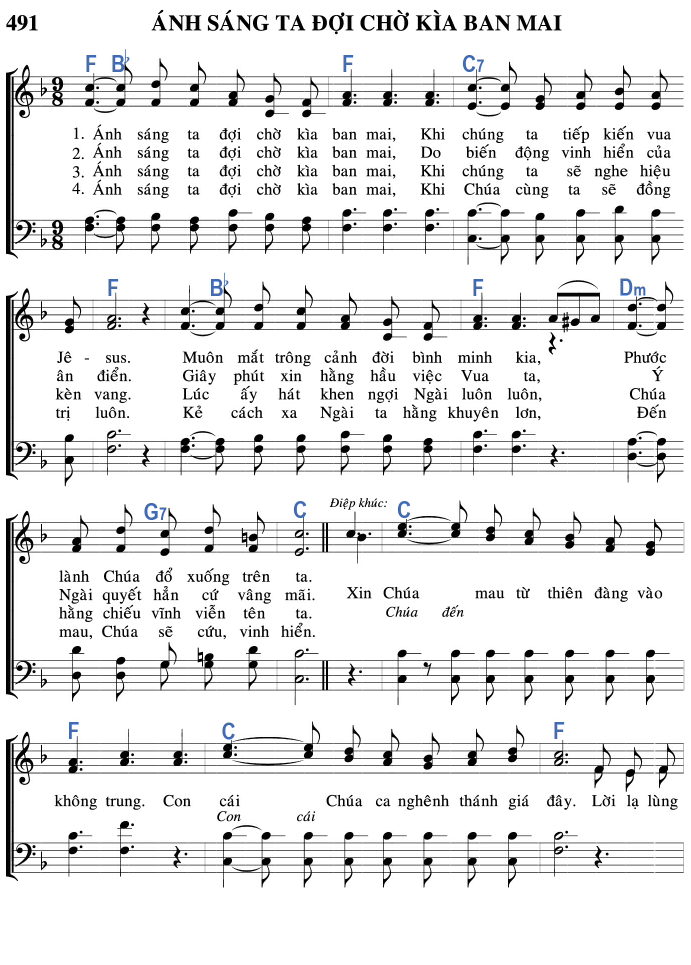 491 ÁNH SÁNG TA ĐỢI CHỜ KÌA BAN MAI
F B♭ F C7
1. Ánh sáng ta đợi chờ kìa ban mai, Khi chúng ta tiếp kiến vua
2. Ánh sáng ta đợi chờ kìa ban mai, Do biến động vinh hiển của
3. Ánh sáng ta đợi chờ kìa ban mai, Khi chúng ta sẽ nghe hiệu
4. Ánh sáng ta đợi chờ kìa ban mai, Khi Chúa cùng ta sẽ đồng
9 8
9 8
F B♭ F Dm
Jê - sus. Muôn mắt trông cảnh đời bình minh kia, Phước
ân điển. Giây phút xin hằng hầu việc Vua ta, Ý
kèn vang. Lúc ấy hát khen ngợi Ngài luôn luôn, Chúa
trị luôn. Kẻ cách xa Ngài ta hằng khuyên lơn, Đến
G7 C Điệp khúc: C
lành Chúa đổ xuống trên ta.
Ngài quyết hẳn cứ vâng mãi. Xin Chúa mau từ thiên đàng vào
hằng chiếu vĩnh viễn tên ta. Chúa đến
mau, Chúa sẽ cứu, vinh hiển.
F C F
không trung. Con cái Chúa ca nghênh thánh giá đây. Lời lạ lùng
Con cái